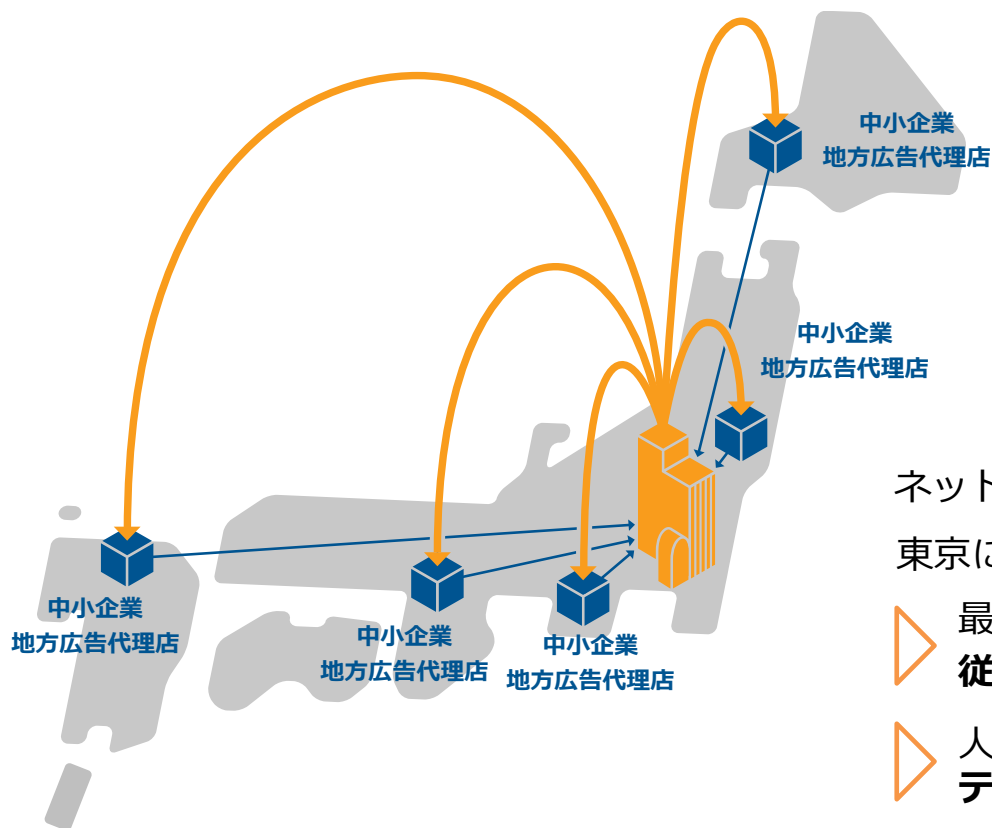 中小企業
地方広告代理店
中小企業
地方広告代理店
中小企業
地方広告代理店
中小企業
地方広告代理店
中小企業
地方広告代理店
ネット
東京に
最
従
人
デ